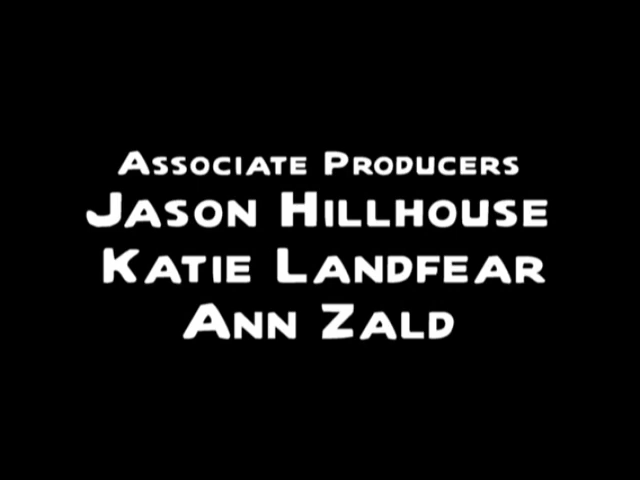 Associate Producers
Jason Hillhouse
Katie Landfear
Ann Zald